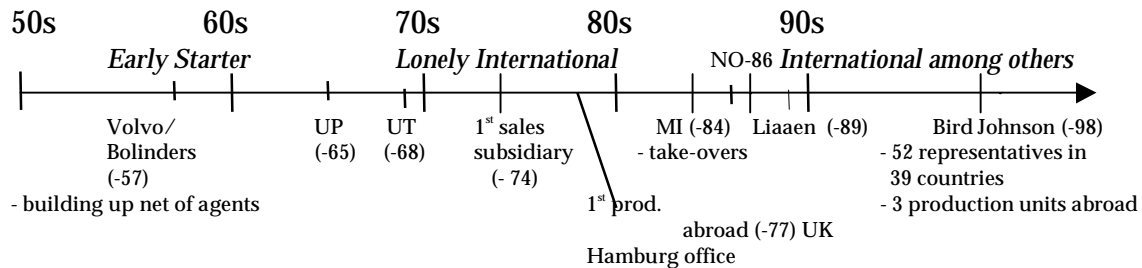 50s 60s 70s 80s 90s
Early Starter Lonely International NO-86 International among others
Volvo/ UP UT 1st sales MI (-84) Liaaen (-89) Bird Johnson (-98)
Bolinders (-65) (-68) subsidiary - take-overs - 52 representatives in
(-57) (- 74) 39 countries
- building up net of agents 1st prod. - 3 production units abroad
abroad (-77) UK
Hamburg office